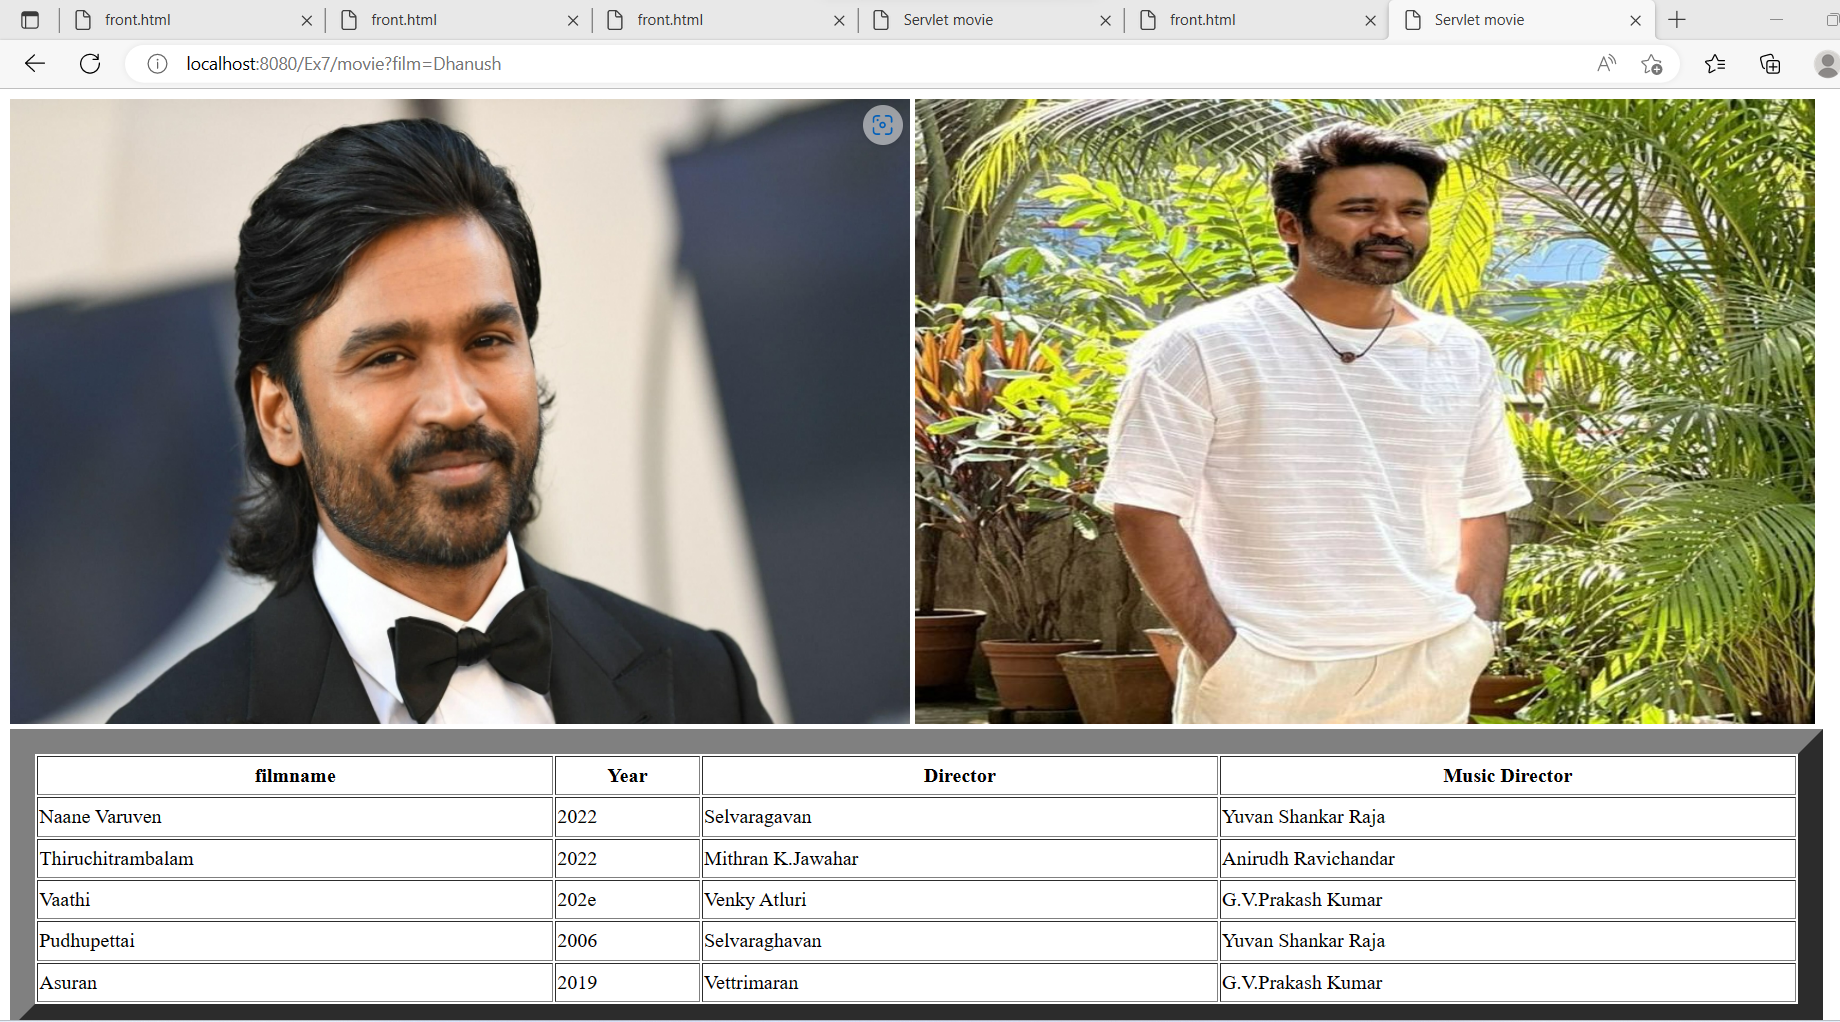 front.html front.html front.html Servlet movie front.html Servlet movie
localhost:8080/Ex7/movie?film=Dhanush
filmname Year Director Music Director
Naane Varuven 2022 Selvaragavan Yuvan Shankar Raja
Thiruchitrambalam 2022 Mithran K.Jawahar Anirudh Ravichandar
Vaathi 202e Venky Atluri G.V.Prakash Kumar
Pudhupettai 2006 Selvaraghavan Yuvan Shankar Raja
Asuran 2019 Vettrimaran G.V.Prakash Kumar